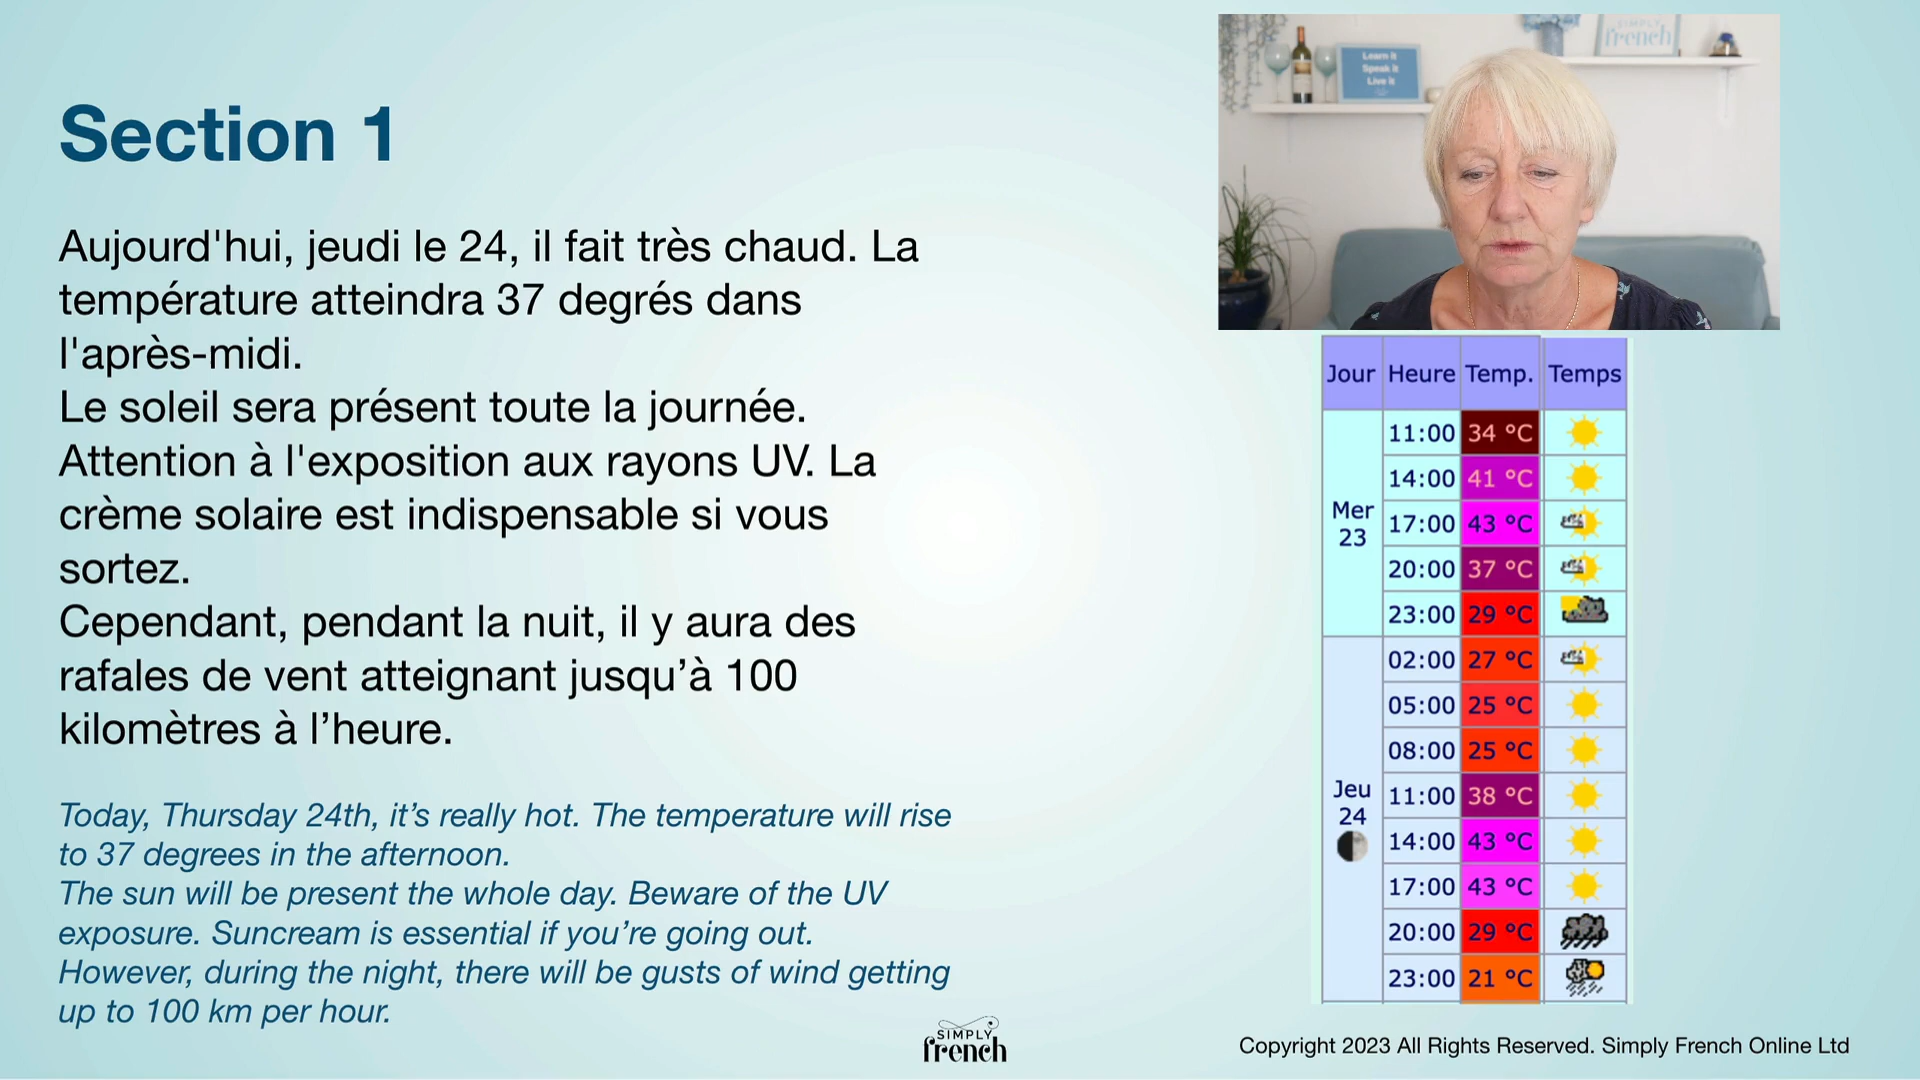 Section 1
Aujourd'hui, jeudi le 24, il fait très chaud. La
température atteindra 37 degrés dans
l'après-midi.
Le soleil sera présent toute la journée.
Attention à l'exposition aux rayons UV. La
crème solaire est indispensable si vous
sortez.
Cependant, pendant la nuit, il y aura des
rafales de vent atteignant jusqu’à 100
kilomètres à l’heure.
Today, Thursday 24th, it’s really hot. The temperature will rise
to 37 degrees in the afternoon.
The sun will be present the whole day. Beware of the UV
exposure. Suncream is essential if you’re going out.
However, during the night, there will be gusts of wind getting
up to 100 km per hour.
Learn it
Speak it
Live it
SIMPLY
french
Jour Heure Temp. Temps
Mer
23
11:00 34 °C
14:00 41 °C
17:00 43 °C
20:00 37 °C
23:00 29 °C
Jeu
24
02:00 27 °C
05:00 25 °C
08:00 25 °C
11:00 38 °C
14:00 43 °C
17:00 43 °C
20:00 29 °C
23:00 21 °C
SIMPLY
french
Copyright 2023 All Rights Reserved. Simply French Online Ltd